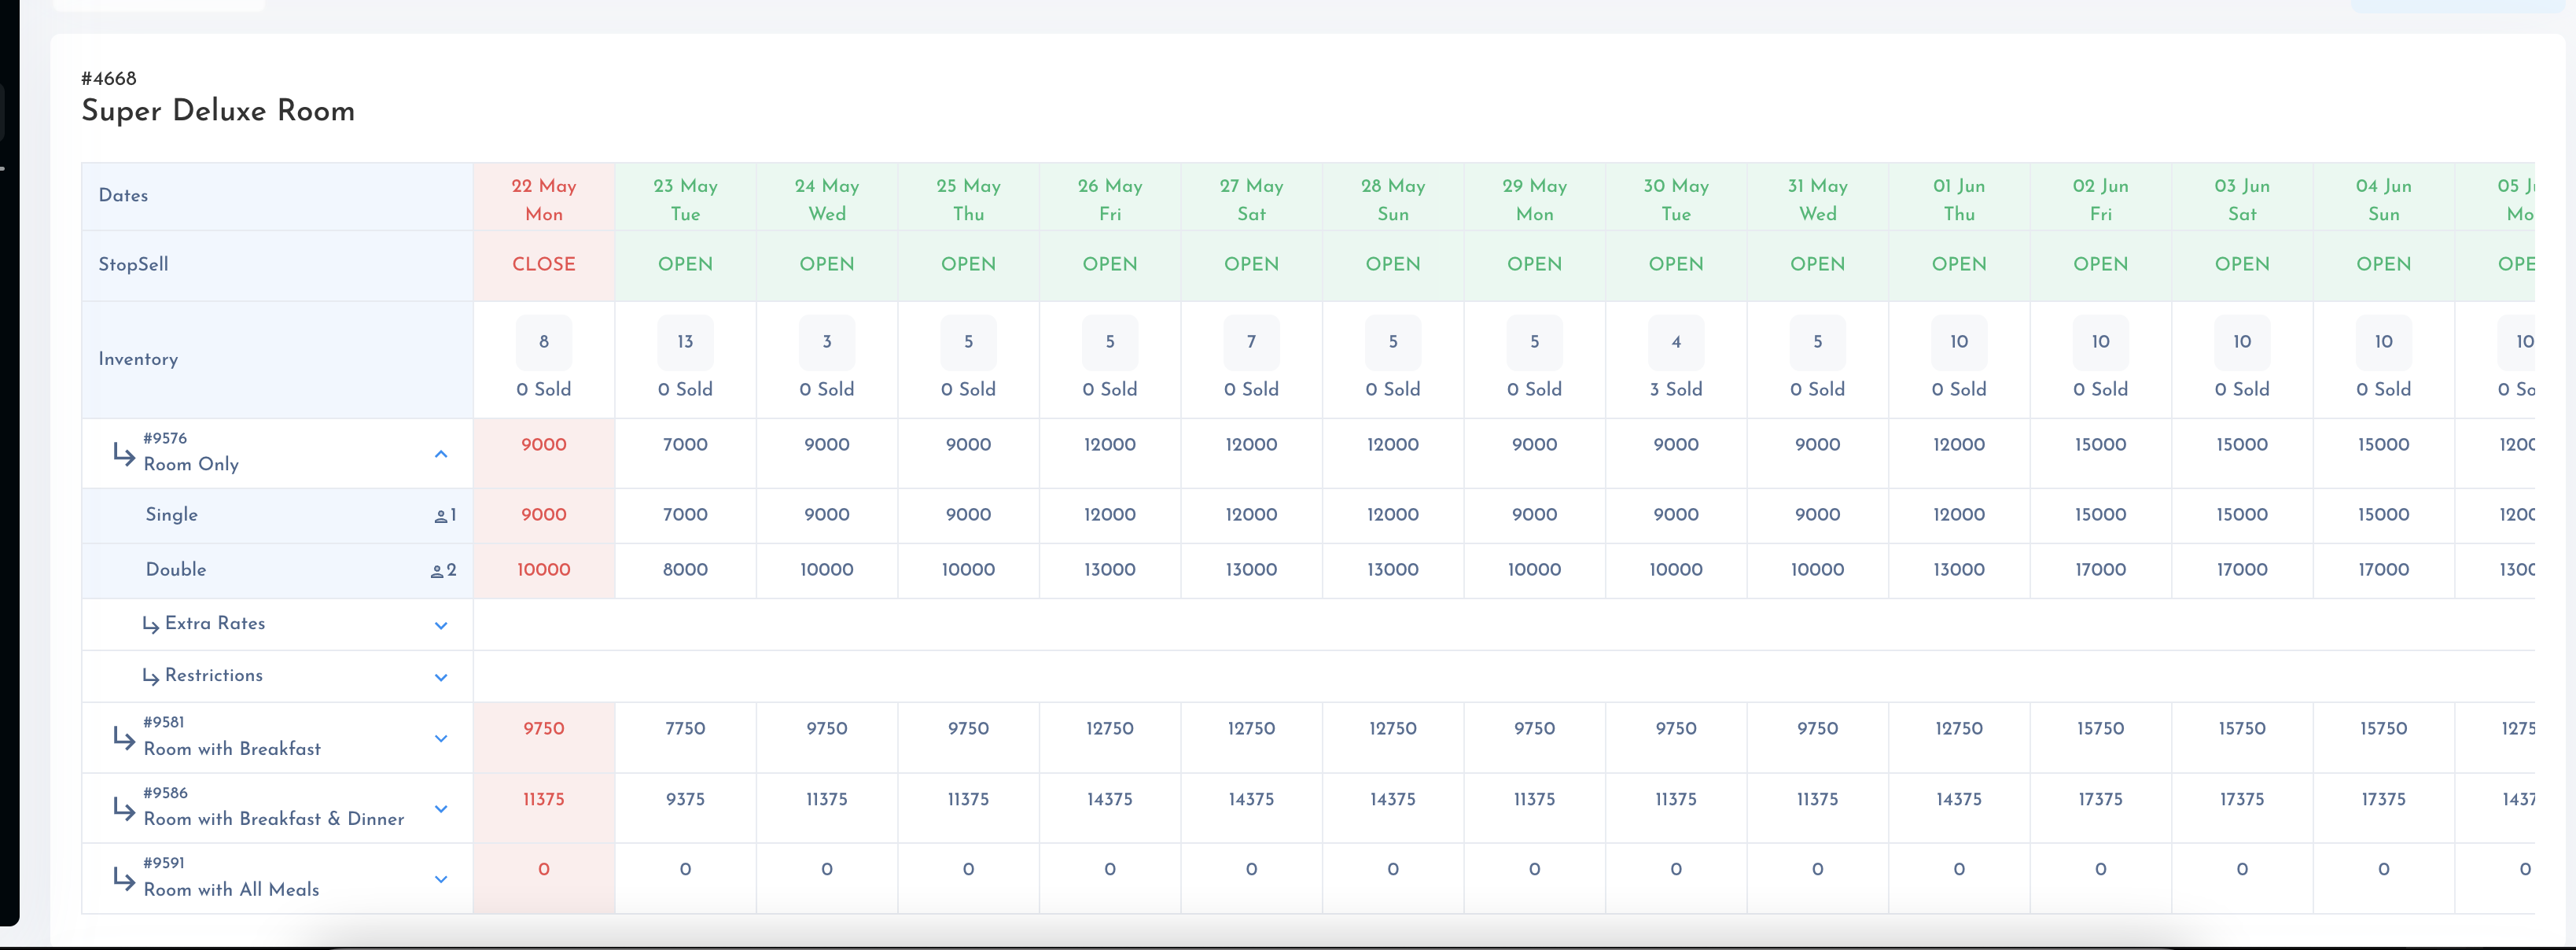 #4668
Super Deluxe Room
Dates 22 May 23 May 24 May 25 May 26 May 27 May 28 May 29 May 30 May 31 May 01 Jun 02 Jun 03 Jun 04 Jun 05
Mon Tue Wed Thu Fri Sat Sun Mon Tue Wed Thu Fri Sat Sun Mo
StopSell CLOSE OPEN OPEN OPEN OPEN OPEN OPEN OPEN OPEN OPEN OPEN OPEN OPEN OPEN OPE
Inventory 8 13 3 5 5 7 5 5 4 5 10 10 10 10 10
0 Sold 0 Sold 0 Sold 0 Sold 0 Sold 0 Sold 0 Sold 0 Sold 3 Sold 0 Sold 0 Sold 0 Sold 0 Sold 0 Sold 0 So
#9576
Room Only 9000 7000 9000 9000 12000 12000 12000 9000 9000 9000 12000 15000 15000 15000 1200
Single 1 9000 7000 9000 9000 12000 12000 12000 9000 9000 9000 12000 15000 15000 15000 1200
Double 2 10000 8000 10000 10000 13000 13000 13000 10000 10000 10000 13000 17000 17000 17000 1300
Extra Rates
Restrictions
#9581
Room with Breakfast 9750 7750 9750 9750 12750 12750 12750 9750 9750 9750 12750 15750 15750 15750 1275
#9586
Room with Breakfast & Dinner 11375 9375 11375 11375 14375 14375 14375 11375 11375 11375 14375 17375 17375 17375 1437
#9591
Room with All Meals 0 0 0 0 0 0 0 0 0 0 0 0 0 0 0